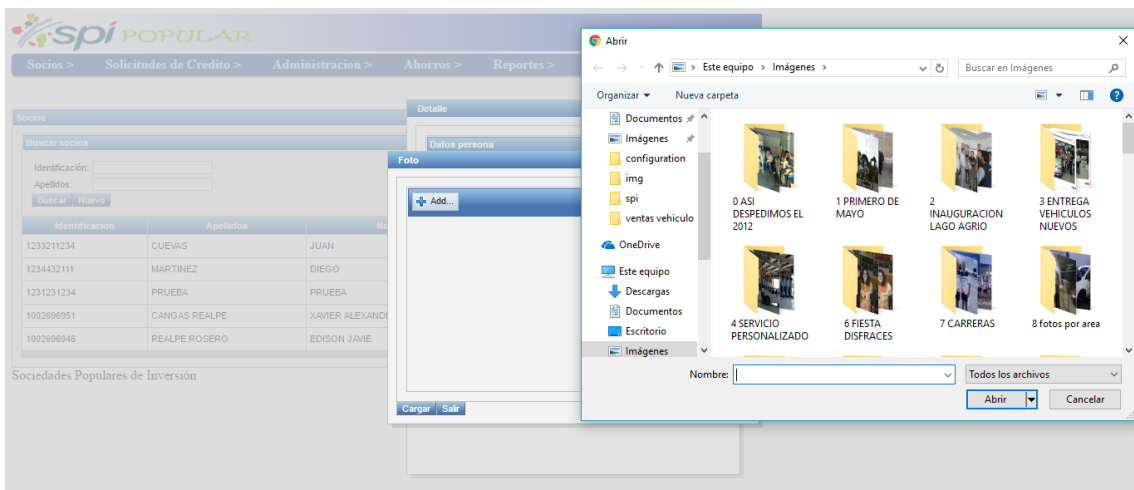 spi POPULAR
Socios > Solicitudes de Credito > Administracion > Ahorros > Reportes >
Socios
Buscar socios
Identificación:
Apellidos:
Buscar Nuevo
Identificacion Apellidos No
1233211234 CUEVAS JUAN
1234432111 MARTINEZ DIEGO
1231231234 PRUEBA PRUEBA
1002696951 CANGAS REALPE XAVIER ALEXAND
1002696946 REALPE ROSERO EDISON JAVIE
Sociedades Populares de Inversión
Detalle
Datos persona
Foto
Add...
Cargar Salir
Abrir
Este equipo > Imágenes >
Buscar en Imágenes
Organizar Nueva carpeta
Documentos
Imágenes
configuration
img
spi
ventas vehiculo
OneDrive
Este equipo
Descargas
Documentos
Escritorio
Imágenes
0 ASI
DESPEDIMOS EL
2012
1 PRIMERO DE
MAYO
2
INAUGURACION
LAGO AGRIO
3 ENTREGA
VEHICULOS
NUEVOS
4 SERVICIO
PERSONALIZADO
6 FIESTA
DISFRACES
7 CARRERAS
8 fotos por area
Nombre:
Todos los archivos
Abrir Cancelar